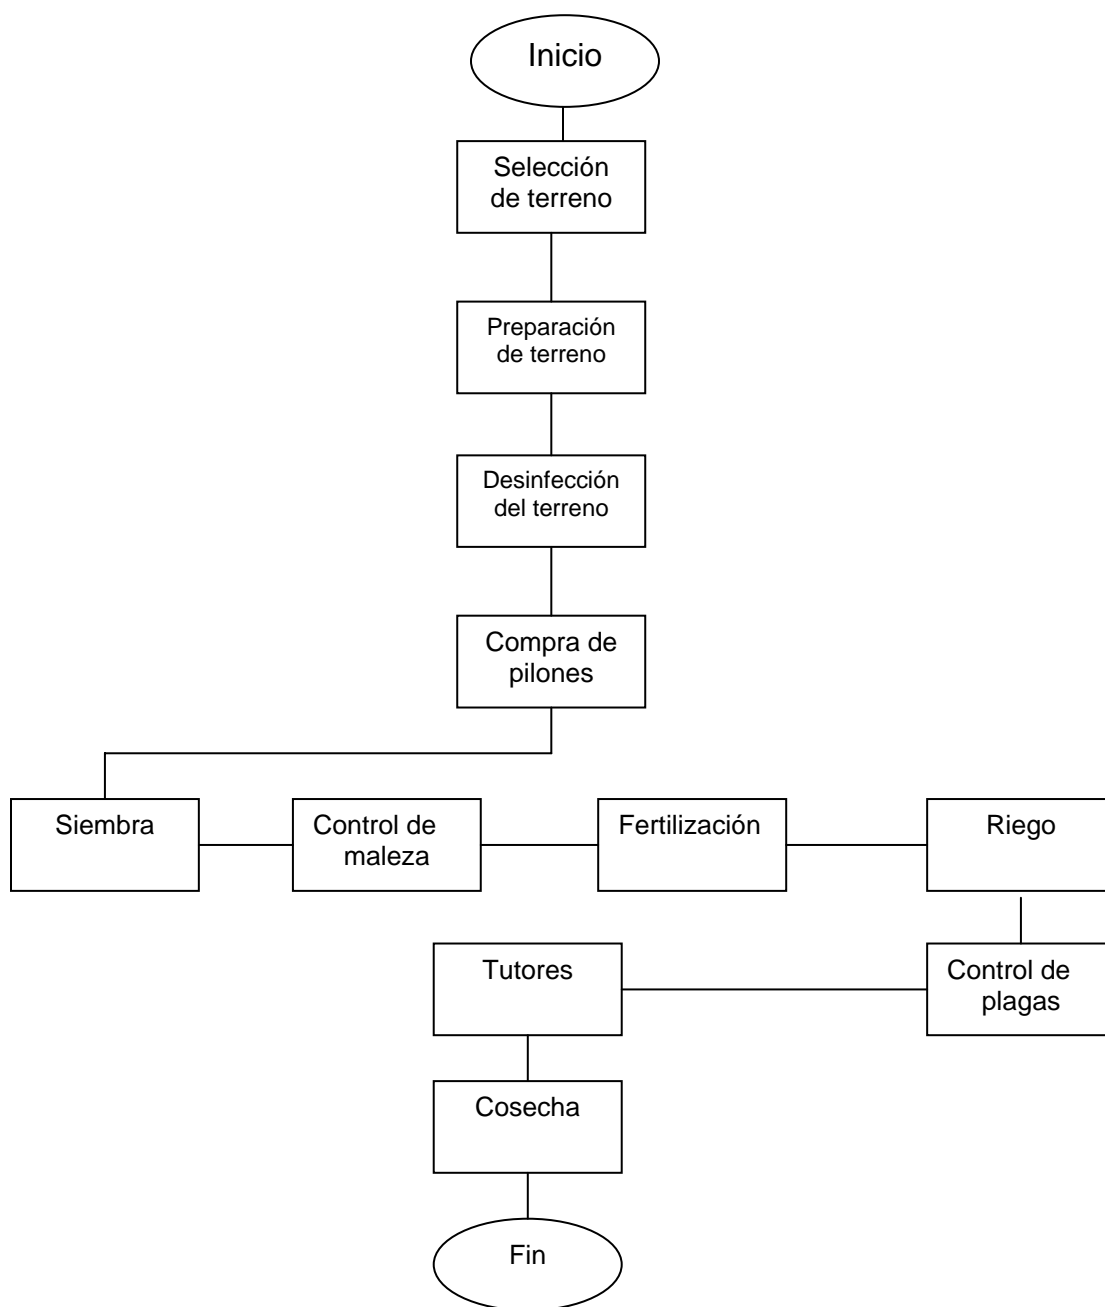 Inicio
Selección
de terreno
Preparación
de terreno
Desinfección
del terreno
Compra de
pilones
Siembra
Control de
maleza
Fertilización
Riego
Control de
plagas
Tutores
Cosecha
Fin